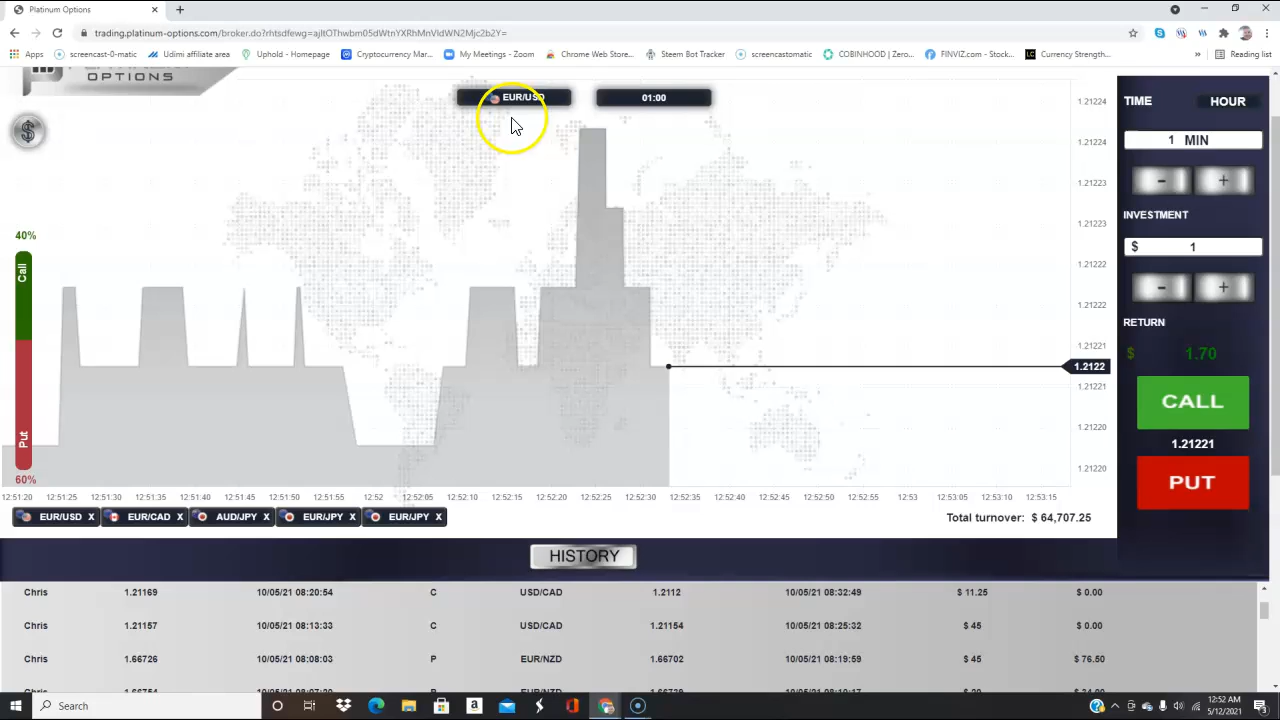 Platinum Options
trading.platinum-options.com/broker.do?rhtsdfewg=ajltOThwbm05dWtnYXRhMnVldWN2Mjc2b2Y=
Apps screencast-0-matic Udimi affiliate area Uphold - Homepage Cryptocurrency Mar... My Meetings - Zoom Chrome Web Store... Steem Bot Tracker screencastomatic COBINHOOD | Zero... FINVIZ.com - Stock... Currency Strength... » Reading list
OPTIONS
EUR/USD 01:00
TIME HOUR
1 MIN
- +
INVESTMENT
$ 1
- +
RETURN
$ 1.70
CALL
1.21221
PUT
1.21224
1.21224
1.21223
1.21223
1.21222
1.21222
1.21221
1.2122
1.21221
1.21220
1.21220
40%
Call
Put
60%
12:51:20 12:51:25 12:51:30 12:51:35 12:51:40 12:51:45 12:51:50 12:51:55 12:52 12:52:05 12:52:10 12:52:15 12:52:20 12:52:25 12:52:30 12:52:35 12:52:40 12:52:45 12:52:50 12:52:55 12:53 12:53:05 12:53:10 12:53:15
EUR/USD X EUR/CAD X AUD/JPY X EUR/JPY X EUR/JPY X
Total turnover: $ 64,707.25
HISTORY
Chris 1.21169 10/05/21 08:20:54 C USD/CAD 1.2112 10/05/21 08:32:49 $ 11.25 $ 0.00
Chris 1.21157 10/05/21 08:13:33 C USD/CAD 1.21154 10/05/21 08:25:32 $ 45 $ 0.00
Chris 1.66726 10/05/21 08:08:03 P EUR/NZD 1.66702 10/05/21 08:19:59 $ 45 $ 76.50
Search
12:52 AM
5/12/2021